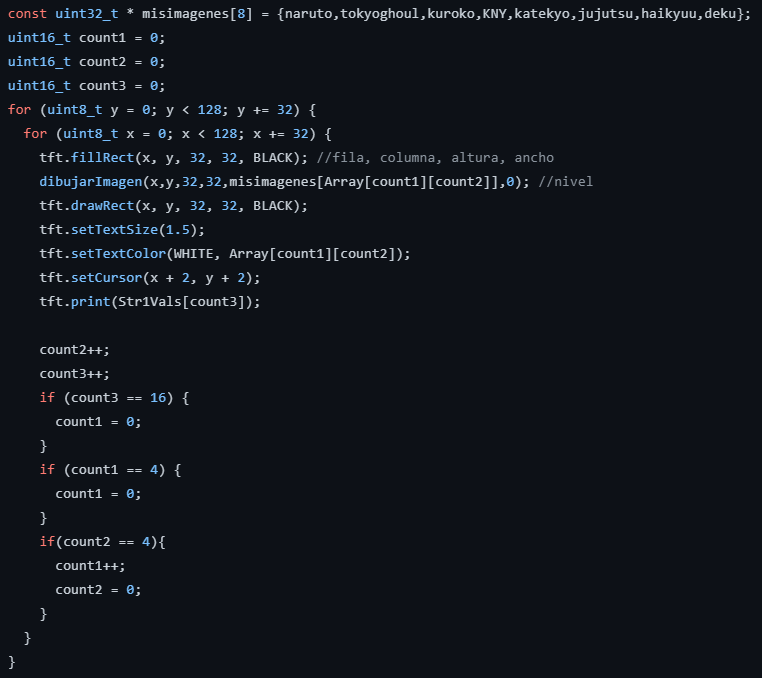 const uint32_t * misimagenes[8] = {naruto,tokyoghoul,kuroko,KNY,katekyo,jujutsu,haikyuu,deku};
uint16_t count1 = 0;
uint16_t count2 = 0;
uint16_t count3 = 0;
for (uint8_t y = 0; y < 128; y += 32) {
  for (uint8_t x = 0; x < 128; x += 32) {
    tft.fillRect(x, y, 32, 32, BLACK); //fila, columna, altura, ancho
    dibujarImagen(x,y,32,32,misimagenes[Array[count1][count2]],0); //nivel
    tft.drawRect(x, y, 32, 32, BLACK);
    tft.setTextSize(1.5);
    tft.setTextColor(WHITE, Array[count1][count2]);
    tft.setCursor(x + 2, y + 2);
    tft.print(Str1Vals[count3]);

    count2++;
    count3++;
    if (count3 == 16) {
      count1 = 0;
    }
    if (count1 == 4) {
      count1 = 0;
    }
    if(count2 == 4){
      count1++;
      count2 = 0;
    }
  }
}